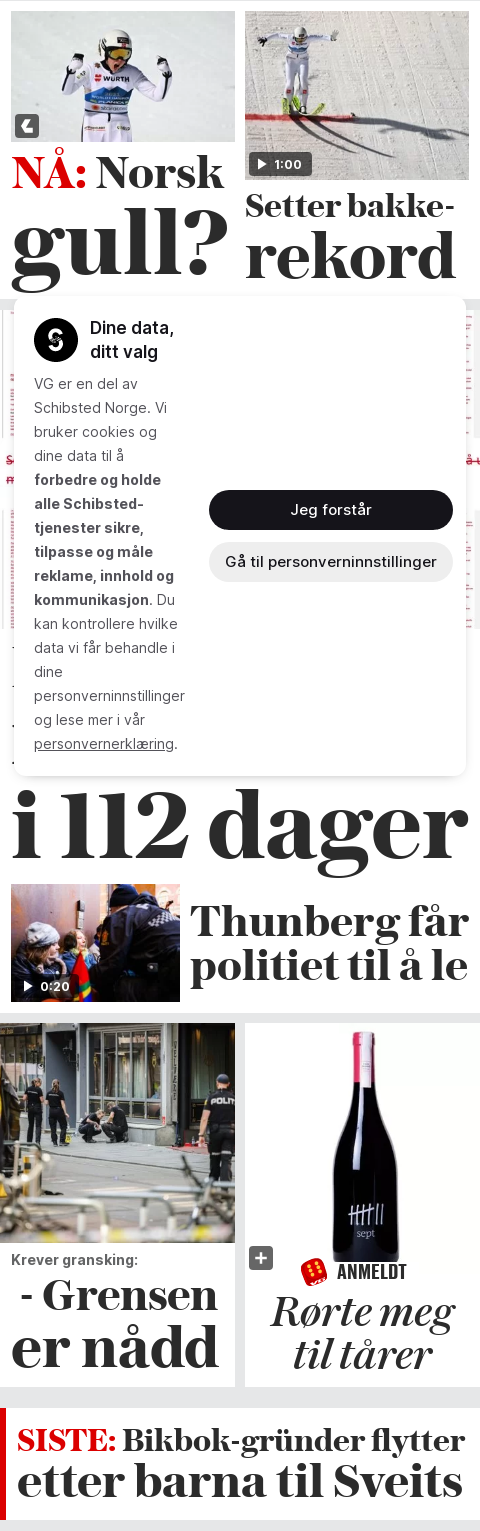 WÜRTH
NÅ: Norsk
gull?
1:00
Setter bakke-
rekord
Dine data,
ditt valg
VG er en del av
Schibsted Norge. Vi
bruker cookies og
dine data til å
forbedre og holde
alle Schibsted-
tjenester sikre,
tilpasse og måle
reklame, innhold og
kommunikasjon. Du
kan kontrollere hvilke
data vi får behandle i
dine
personverninnstillinger
og lese mer i vår
personvernerklæring.
Jeg forstår
Gå til personverninnstillinger
i 112 dager
0:20
Thunberg får
politiet til å le
POLITI
Krever gransking:
- Grensen
er nådd
sept
ANMELDT
Rørte meg
til tårer
SISTE: Bikbok-gründer flytter
etter barna til Sveits